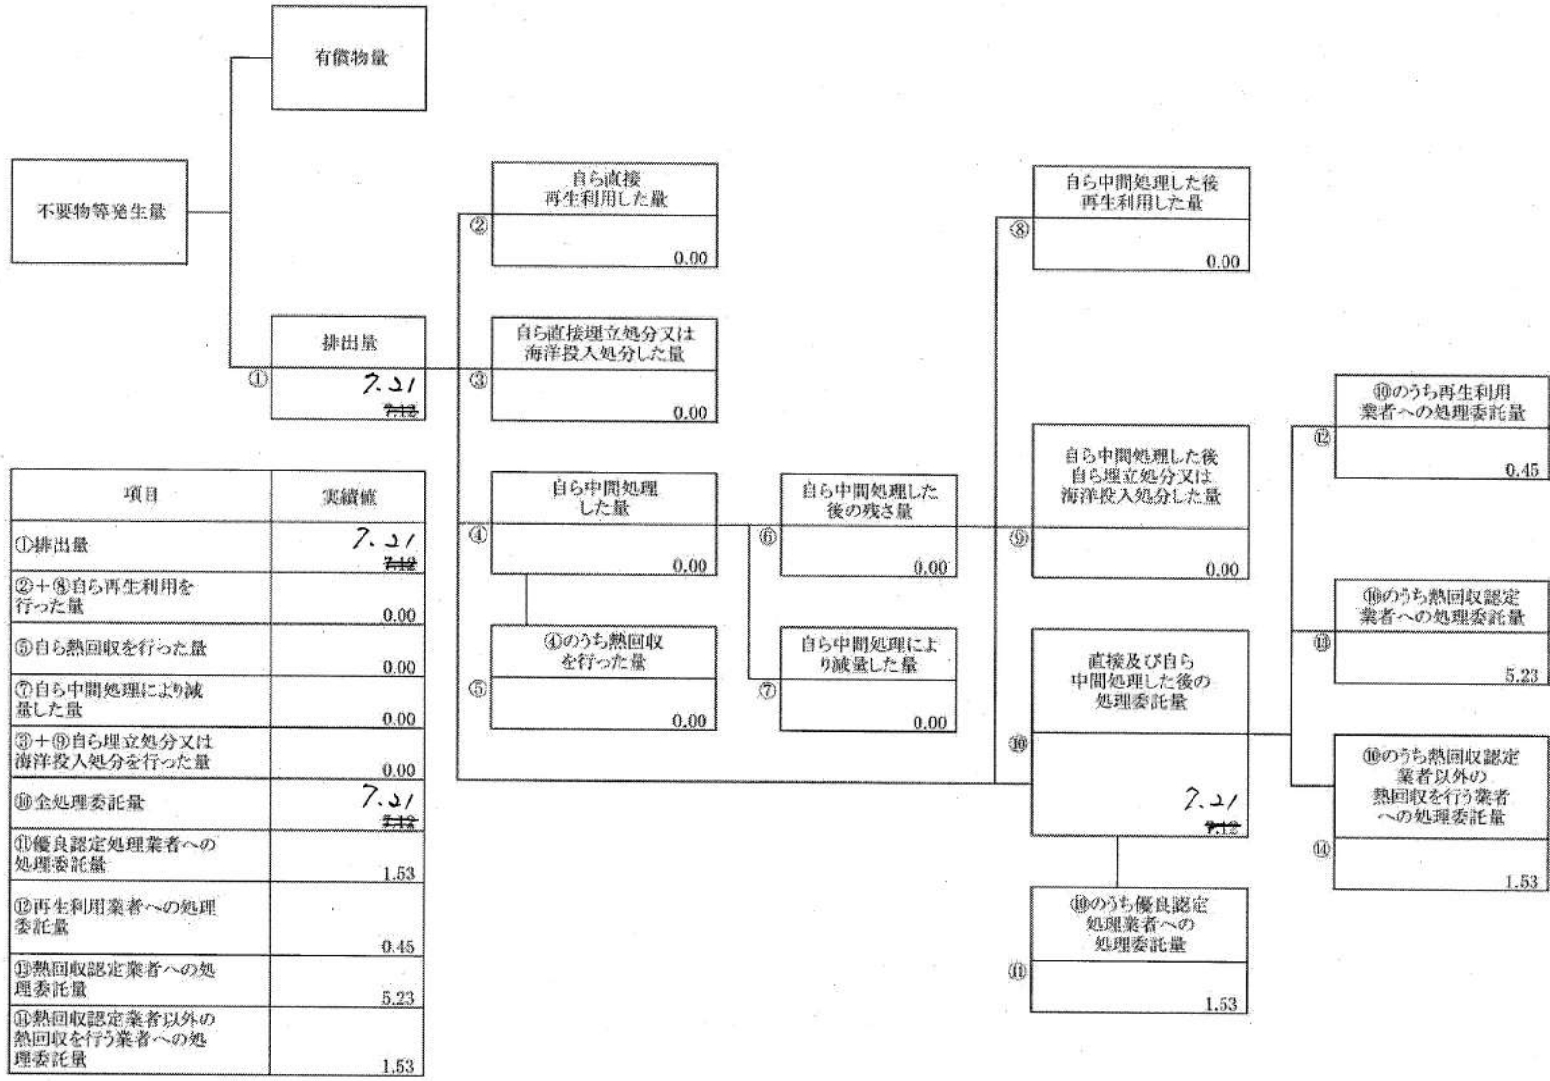 有償物量
不要物等発生量
排出量
①
7.21
7.12
自ら直接
再生利用した量
②
0.00
自ら直接埋立処分又は
海洋投入処分した量
③
0.00
自ら中間処理
した量
④
0.00
④のうち熱回収
を行った量
⑤
0.00
自ら中間処理した
後の残さ量
⑥
0.00
自ら中間処理によ
り減量した量
⑦
0.00
自ら中間処理した後
再生利用した量
⑧
0.00
自ら中間処理した後
自ら埋立処分又は
海洋投入処分した量
⑨
0.00
直接及び自ら
中間処理した後の
処理委託量
⑩
7.21
7.12
⑩のうち優良認定
処理業者への
処理委託量
⑪
1.53
⑩のうち再生利用
業者への処理委託量
⑫
0.45
⑩のうち熱回収認定
業者への処理委託量
⑬
5.23
⑩のうち熱回収認定
業者以外の
熱回収を行う業者
への処理委託量
⑭
1.53
項目 実績値
①排出量 7.21
7.12
②+⑧自ら再生利用を
行った量 0.00
⑤自ら熱回収を行った量 0.00
⑦自ら中間処理により減
量した量 0.00
③+⑨自ら埋立処分又は
海洋投入処分を行った量 0.00
⑩全処理委託量 7.21
7.12
⑪優良認定処理業者への
処理委託量 1.53
⑫再生利用業者への処理
委託量 0.45
⑬熱回収認定業者への処
理委託量 5.23
⑭熱回収認定業者以外の
熱回収を行う業者への処
理委託量 1.53